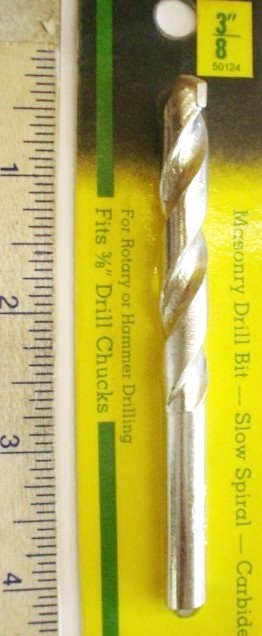 3"
8
50124
Masonry Drill Bit — Slow Spiral — Carbide
For Rotary or Hammer Drilling
Fits 3/8" Drill Chucks
1
2
3
4